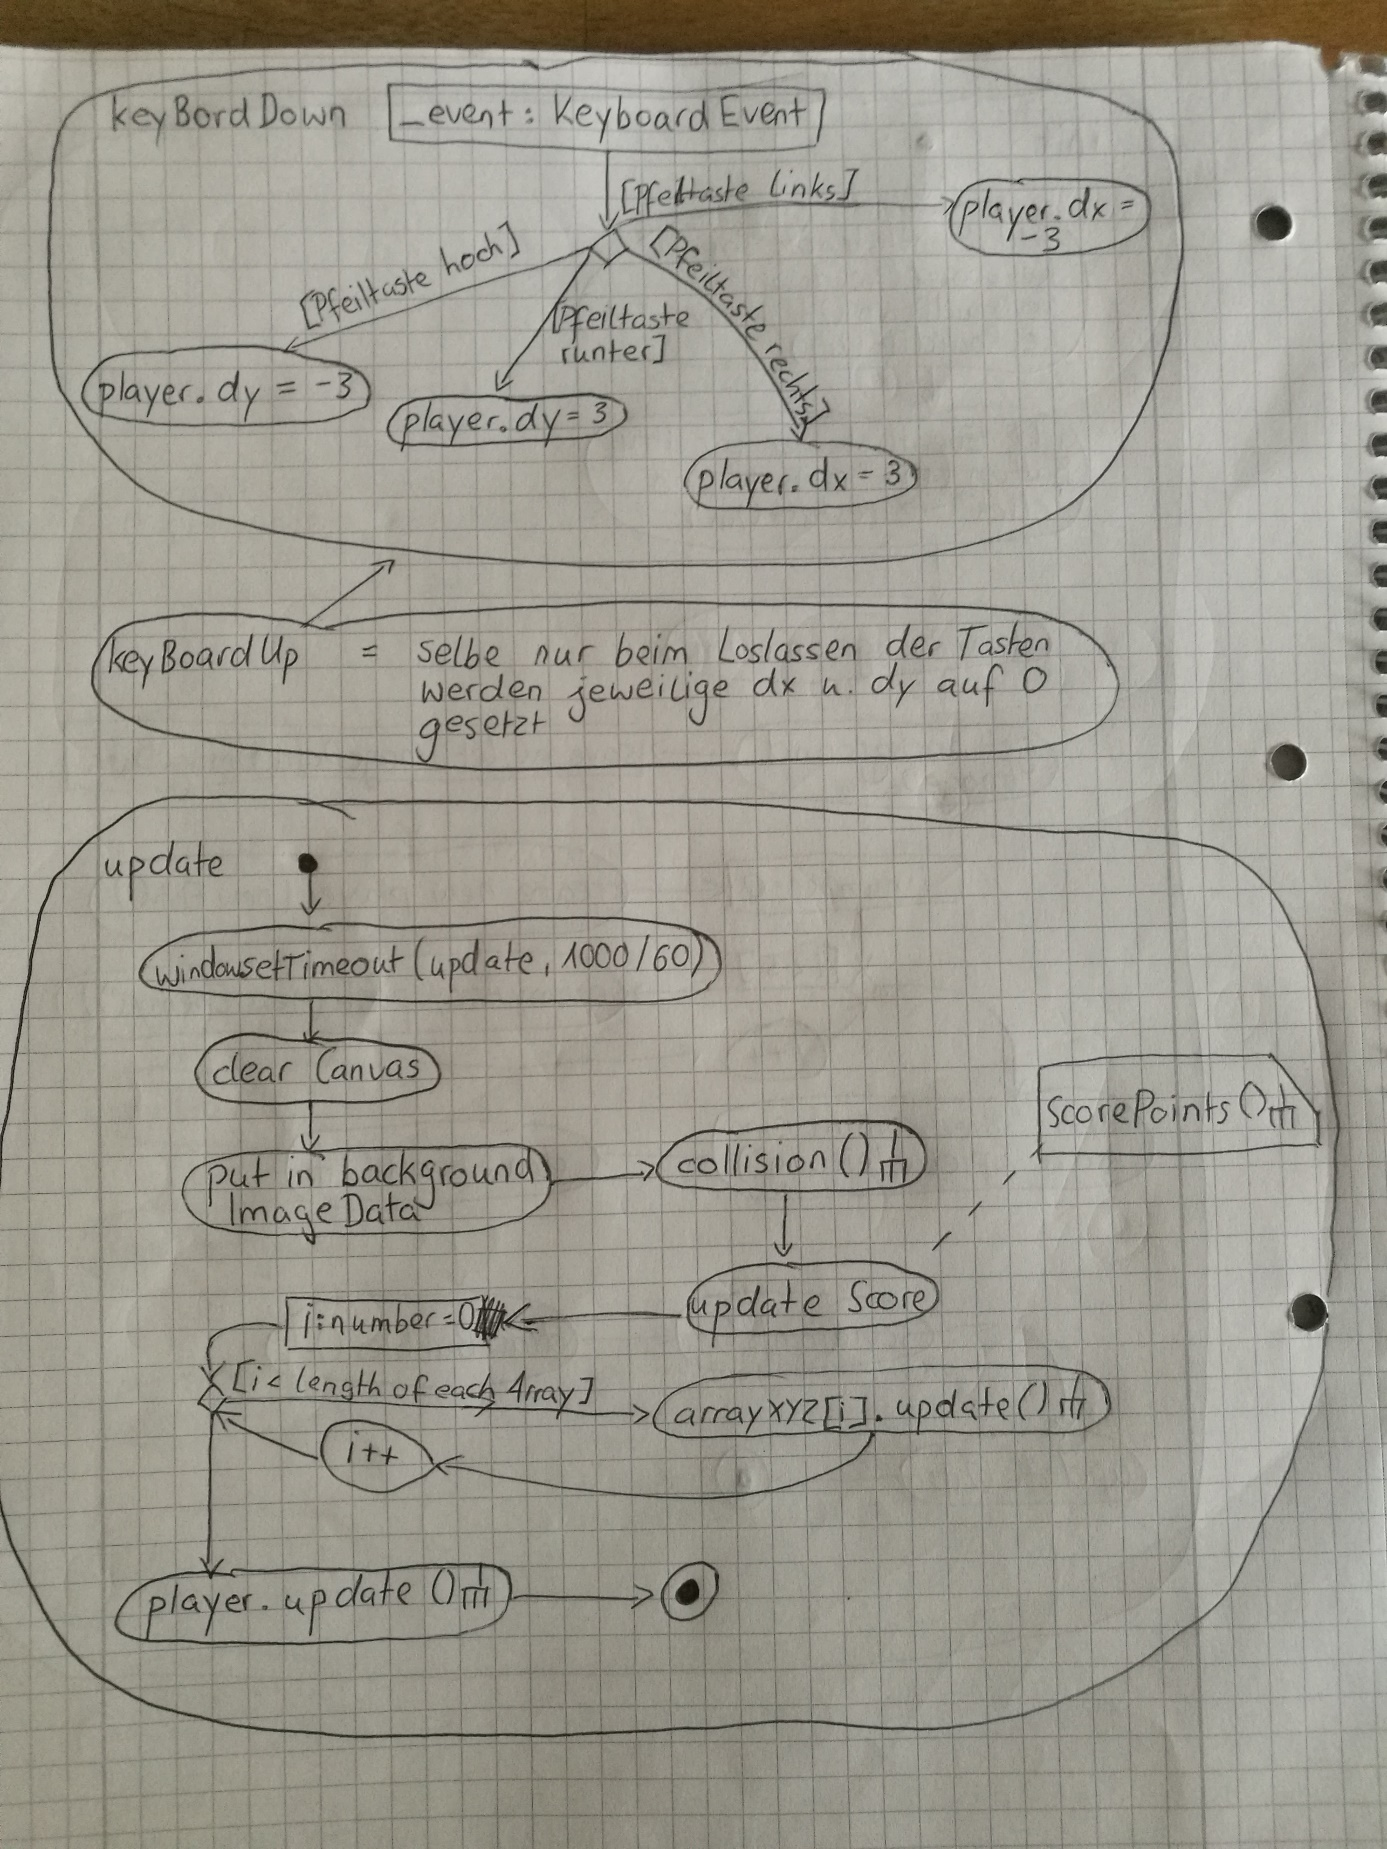 keyBordDown
_event: KeyboardEvent
[Pfeiltaste links]
player.dx =
-3
[Pfeiltaste hoch]
[Pfeiltaste
runter]
[Pfeiltaste rechts]
player.dy = -3
player.dy = 3
player.dx = 3
keyBoardUp = selbe nur beim Loslassen der Tasten
werden jeweilige dx u. dy auf 0
gesetzt
update
windowsetTimeout(update, 1000/60)
clear Canvas
put in background
ImageData
collision()
scorePoints()
update Score
i:number=0
[i < length of each Array]
arrayXYZ[i].update()
i++
player.update()